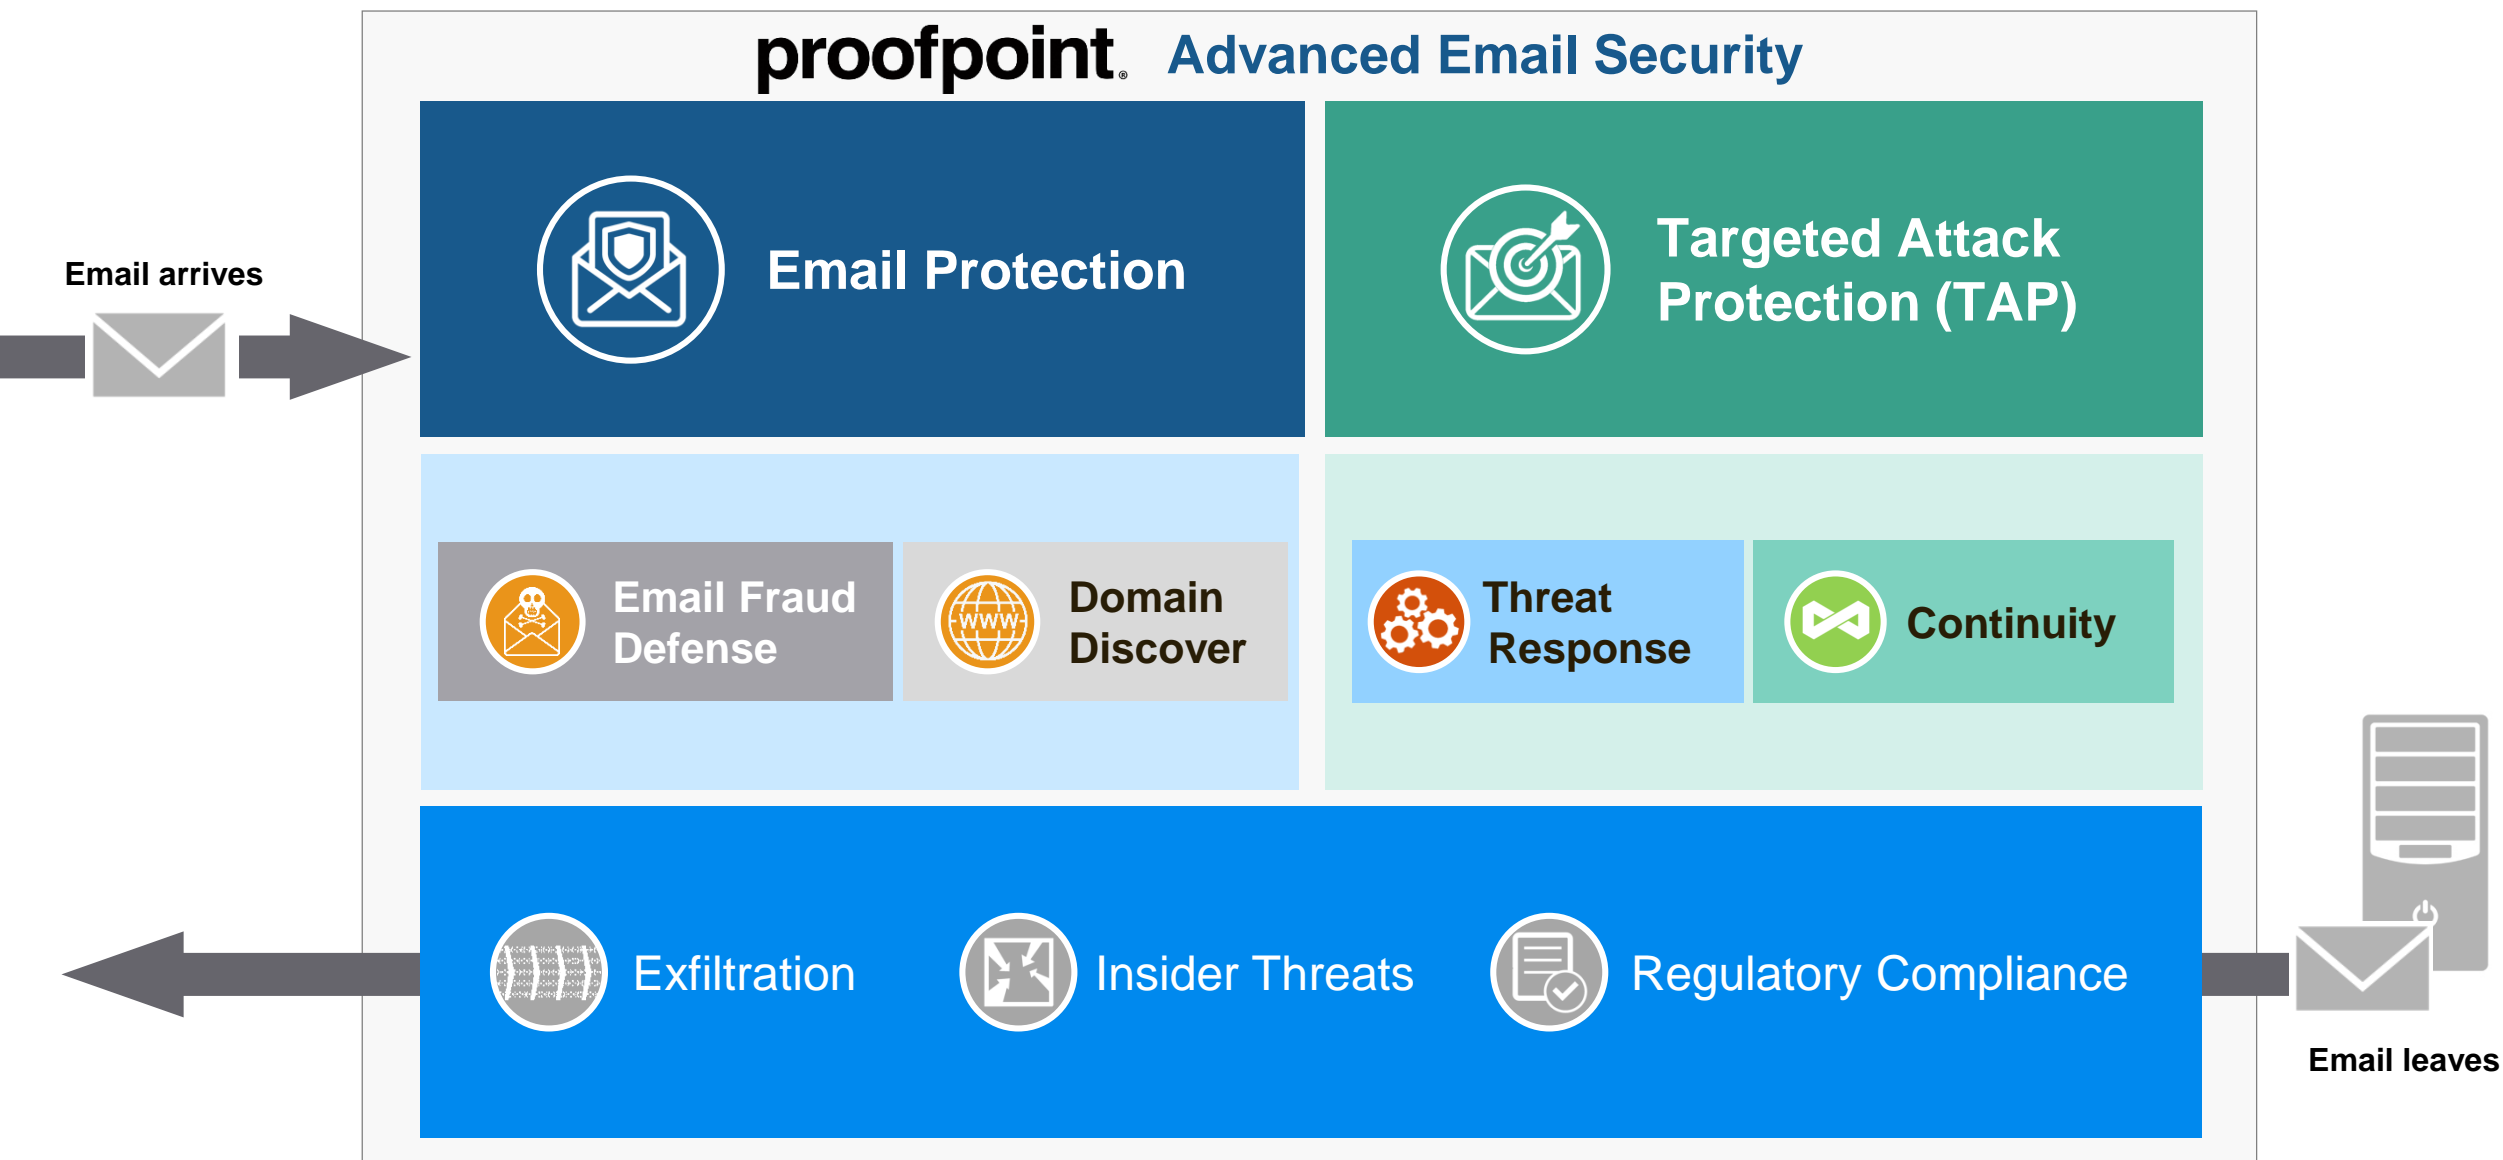 proofpoint® Advanced Email Security
Email arrives
Email Protection
Targeted Attack
Protection (TAP)
Email Fraud
Defense
WWW
Domain
Discover
Threat
Response
Continuity
Exfiltration
Insider Threats
Regulatory Compliance
Email leaves